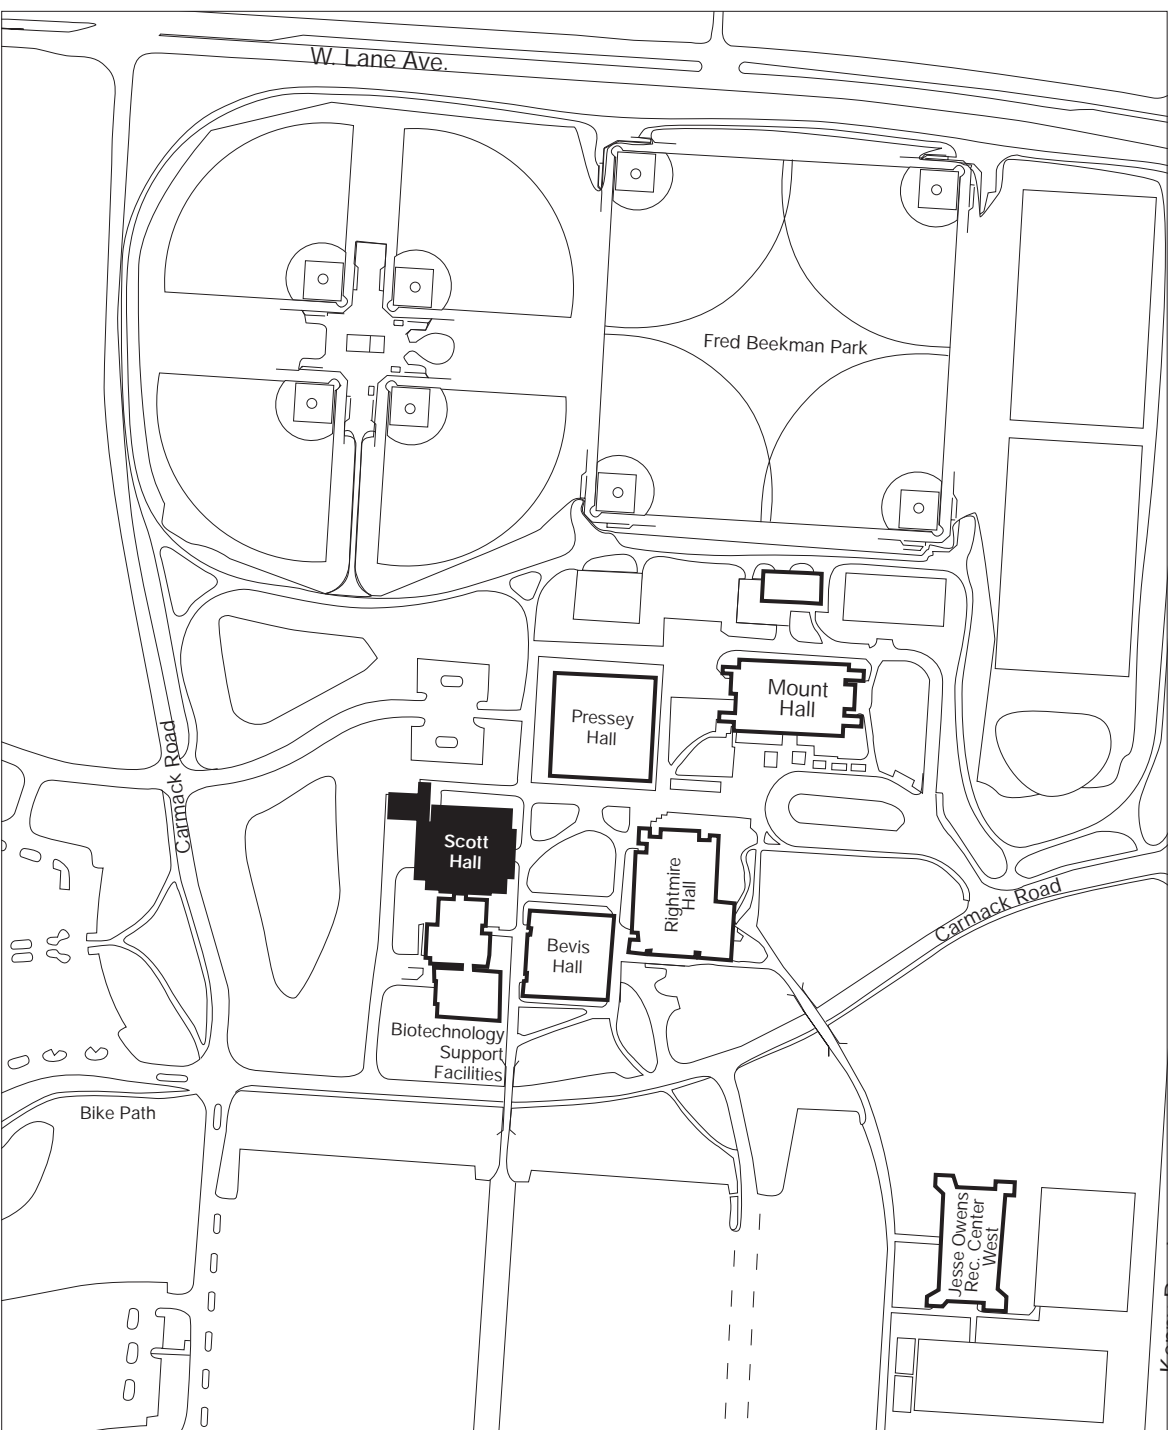 W. Lane Ave.
Fred Beekman Park
Mount
Hall
Pressey
Hall
Carmack Road
Scott
Hall
Rightmire
Hall
Carmack Road
Bevis
Hall
Biotechnology
Support
Facilities
Bike Path
Jesse Owens
Rec. Center
West